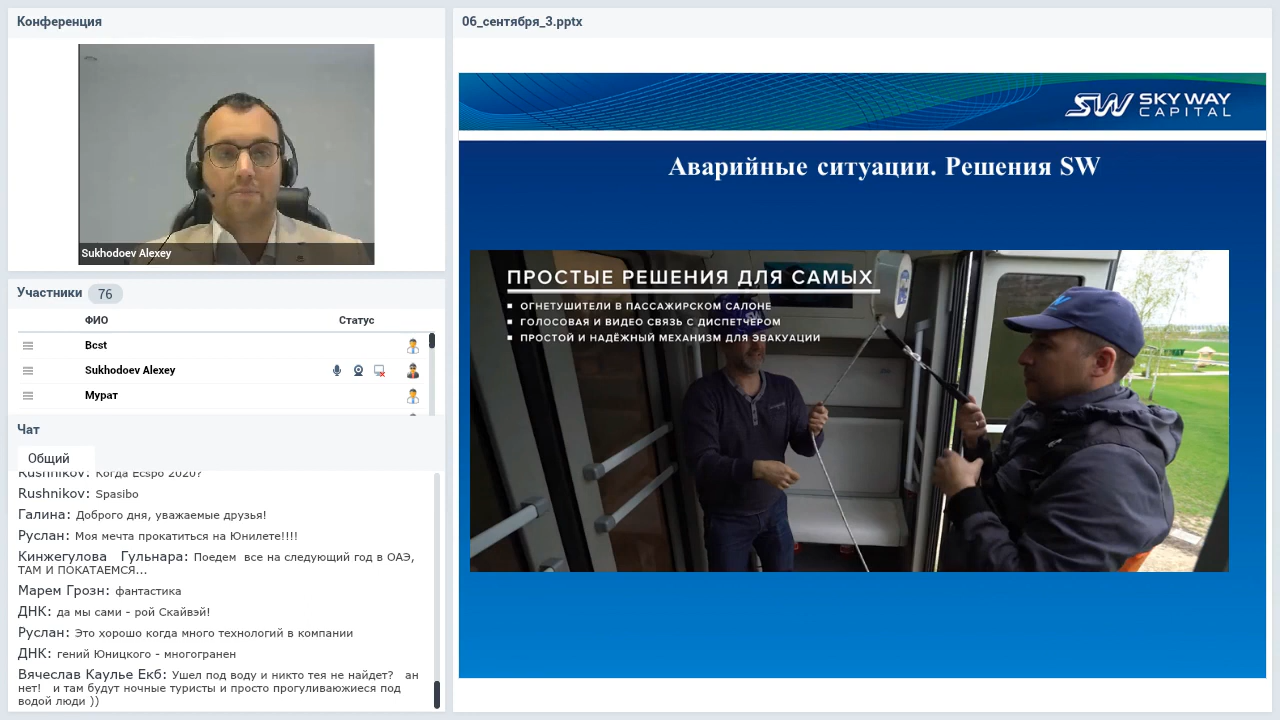 Конференция
Sukhodoev Alexey
Участники 76
ФИО Статус
Bcst
Sukhodoev Alexey
Мурат
Чат
Общий
Rushnikov: Когда Ecspo 2020?
Rushnikov: Spasibo
Галина: Доброго дня, уважаемые друзья!
Руслан: Моя мечта прокатиться на Юнилете!!!!
Кинжегулова Гульнара: Поедем все на следующий год в ОАЭ,
ТАМ И ПОКАТАЕМСЯ...
Марем Грозн: фантастика
ДНК: да мы сами - рой Скайвэй!
Руслан: Это хорошо когда много технологий в компании
ДНК: гений Юницкого - многогранен
Вячеслав Каулье Екб: Ушел под воду и никто тея не найдет? ан
нет! и там будут ночные туристы и просто прогуливаюжиеся под
водой люди ))
06_сентября_3.pptx
SW SKY WAY
CAPITAL
Аварийные ситуации. Решения SW
ПРОСТЫЕ РЕШЕНИЯ ДЛЯ САМЫХ
ОГНЕТУШИТЕЛИ В ПАССАЖИРСКОМ САЛОНЕ
ГОЛОСОВАЯ И ВИДЕО СВЯЗЬ С ДИСПЕТЧЕРОМ
ПРОСТОЙ И НАДЁЖНЫЙ МЕХАНИЗМ ДЛЯ ЭВАКУАЦИИ